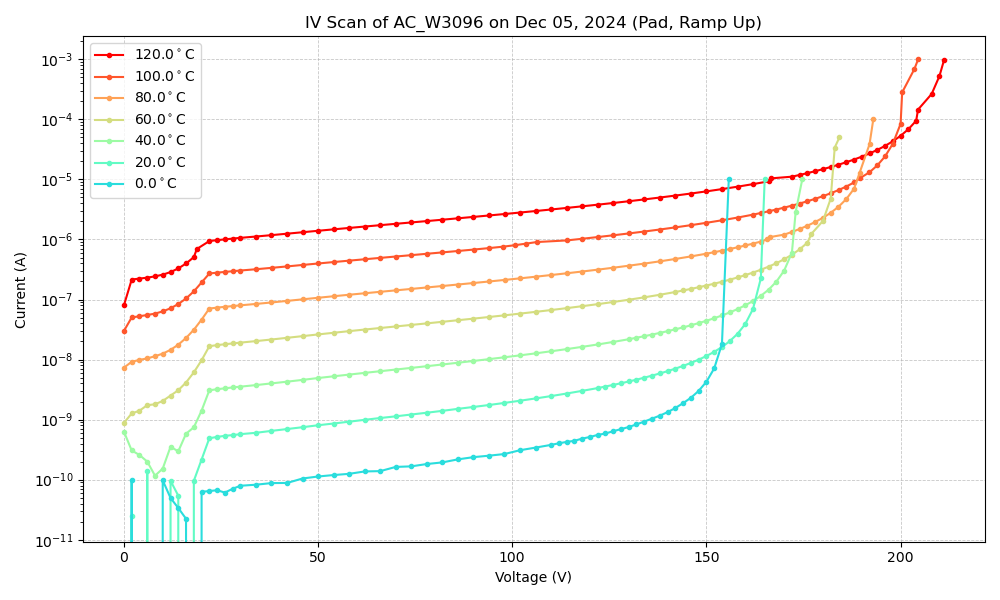 IV Scan of AC_W3096 on Dec 05, 2024 (Pad, Ramp Up)
120.0°C
100.0°C
80.0°C
60.0°C
40.0°C
20.0°C
0.0°C
10⁻³
10⁻⁴
10⁻⁵
10⁻⁶
10⁻⁷
10⁻⁸
10⁻⁹
10⁻¹⁰
10⁻¹¹
Current (A)
0 50 100 150 200
Voltage (V)